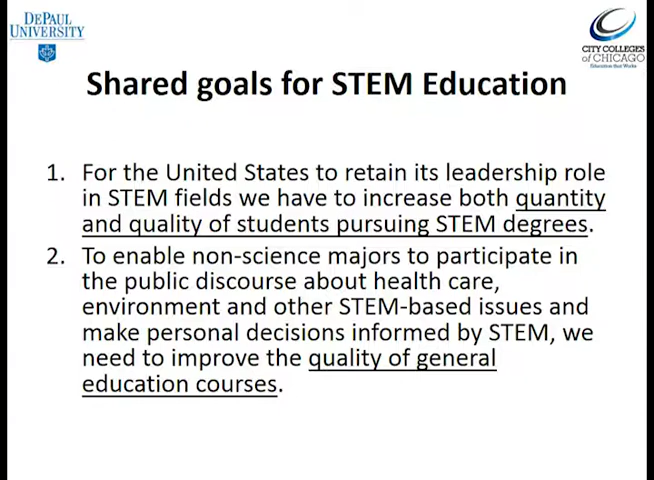 DEPAUL
UNIVERSITY
CITY COLLEGES
of CHICAGO
Education that Works
Shared goals for STEM Education
1. For the United States to retain its leadership role
in STEM fields we have to increase both quantity
and quality of students pursuing STEM degrees.
2. To enable non-science majors to participate in
the public discourse about health care,
environment and other STEM-based issues and
make personal decisions informed by STEM, we
need to improve the quality of general
education courses.